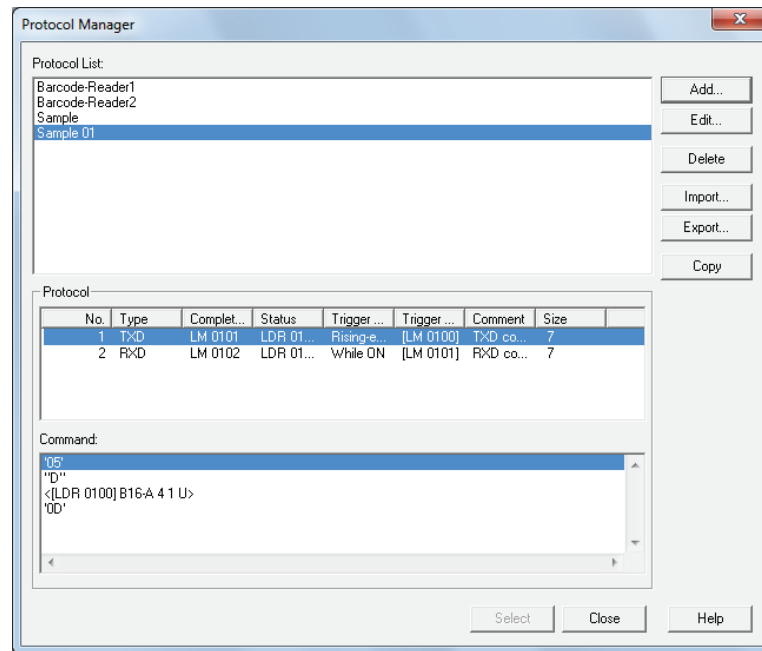 Protocol Manager
Protocol List:
Barcode-Reader1
Barcode-Reader2
Sample
Sample 01
Add...
Edit...
Delete
Import...
Export...
Copy
Protocol
No. Type Complet... Status Trigger ... Trigger ... Comment Size
1 TXD LM 0101 LDR 01... Rising-e... [LM 0100] TXD co... 7
2 RXD LM 0102 LDR 01... While ON [LM 0101] RXD co... 7
Command:
'05'
"D"
<[LDR 0100] B16-A 4 1 U>
'0D'
Select Close Help